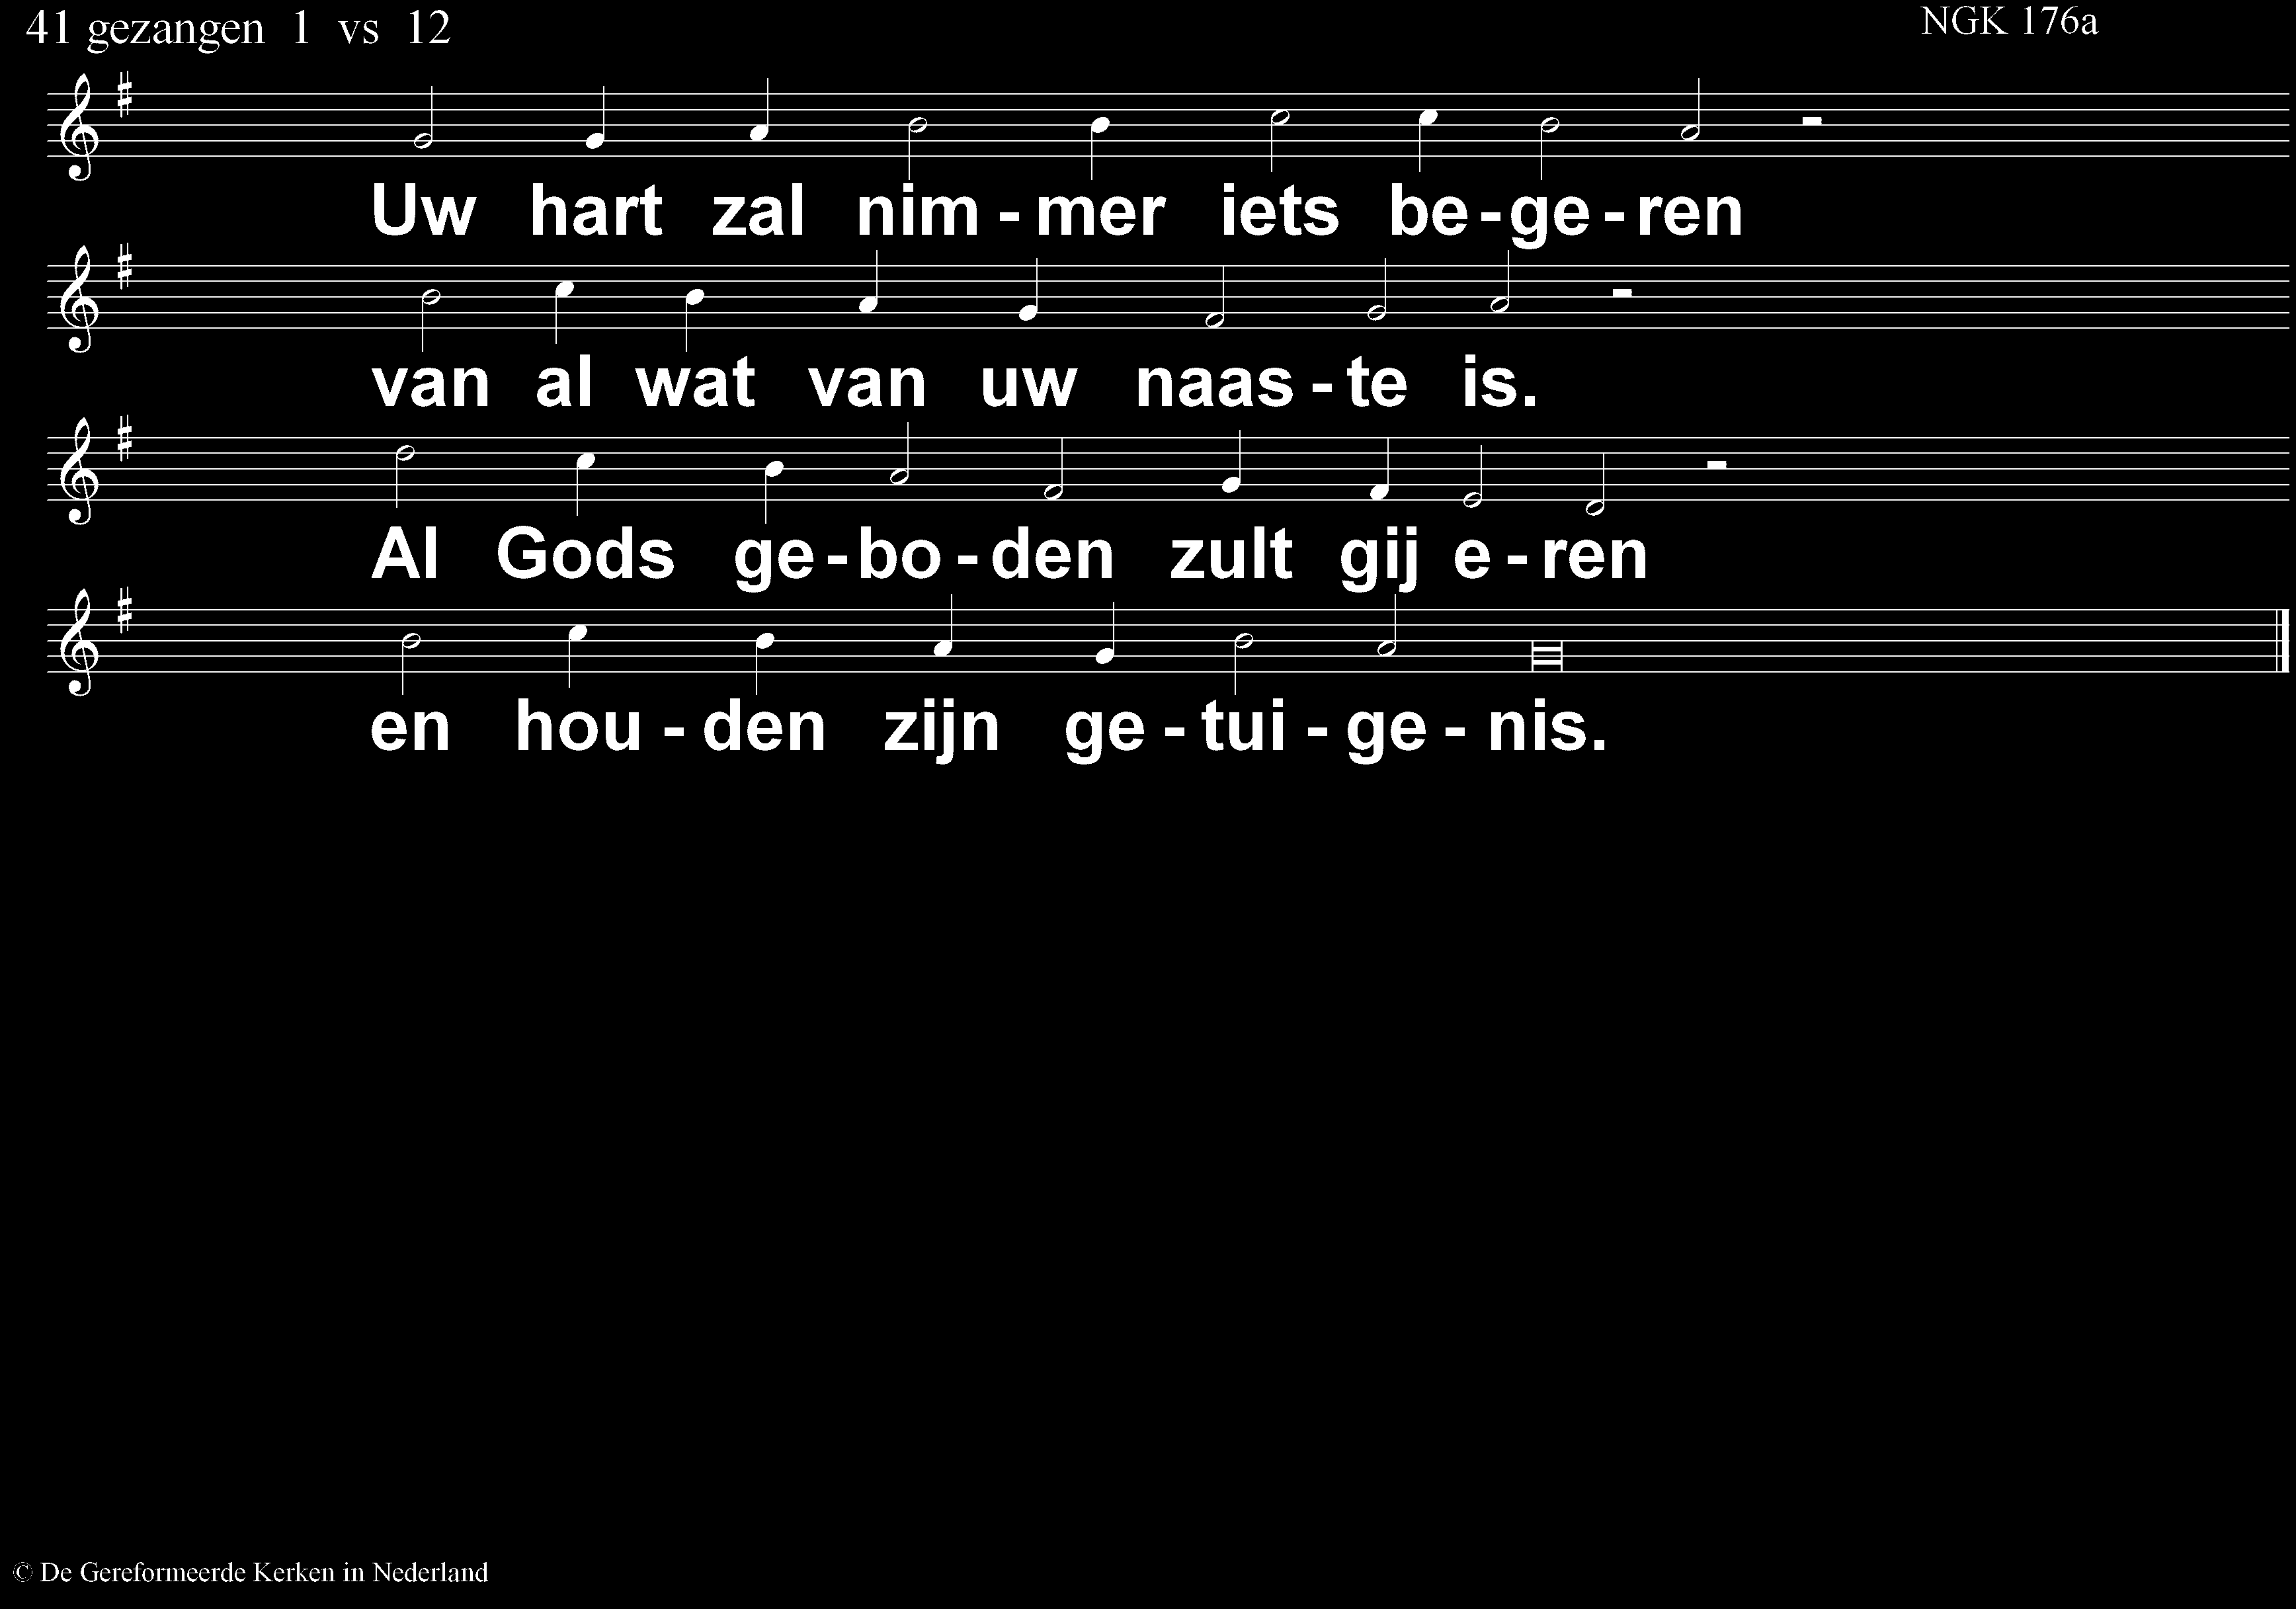 41 gezangen 1 vs 12 NGK 176a
Uw hart zal nim - mer iets be - ge - ren
van al wat van uw naas - te is.
Al Gods ge - bo - den zult gij e - ren
en hou - den zijn ge - tui - ge - nis.
© De Gereformeerde Kerken in Nederland